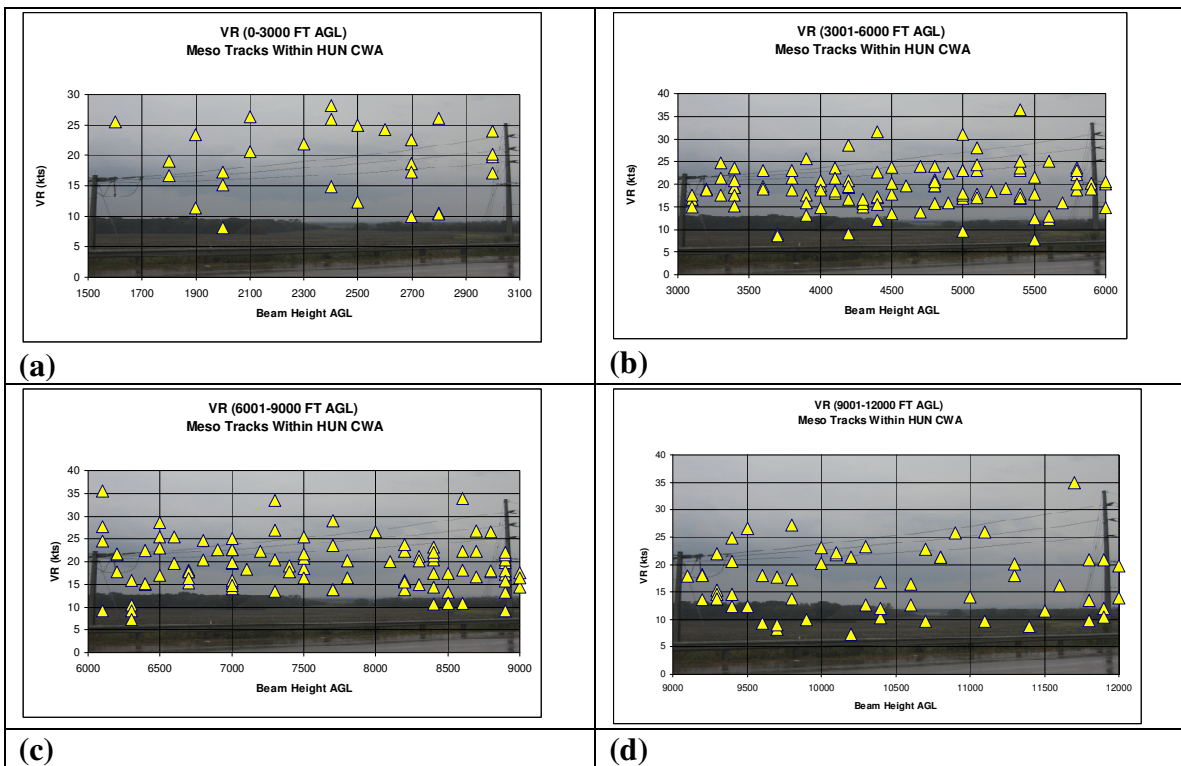 VR (0-3000 FT AGL)
Meso Tracks Within HUN CWA
30
25
20
15
10
5
0
VR (kts)
1500 1700 1900 2100 2300 2500 2700 2900 3100
Beam Height AGL
(a)
VR (3001-6000 FT AGL)
Meso Tracks Within HUN CWA
40
35
30
25
20
15
10
5
0
VR (kts)
3000 3500 4000 4500 5000 5500 6000
Beam Height AGL
(b)
VR (6001-9000 FT AGL)
Meso Tracks Within HUN CWA
40
35
30
25
20
15
10
5
0
VR (kts)
6000 6500 7000 7500 8000 8500 9000
Beam Height AGL
(c)
VR (9001-12000 FT AGL)
Meso Tracks Within HUN CWA
40
35
30
25
20
15
10
5
0
VR (kts)
9000 9500 10000 10500 11000 11500 12000
Beam Height AGL
(d)